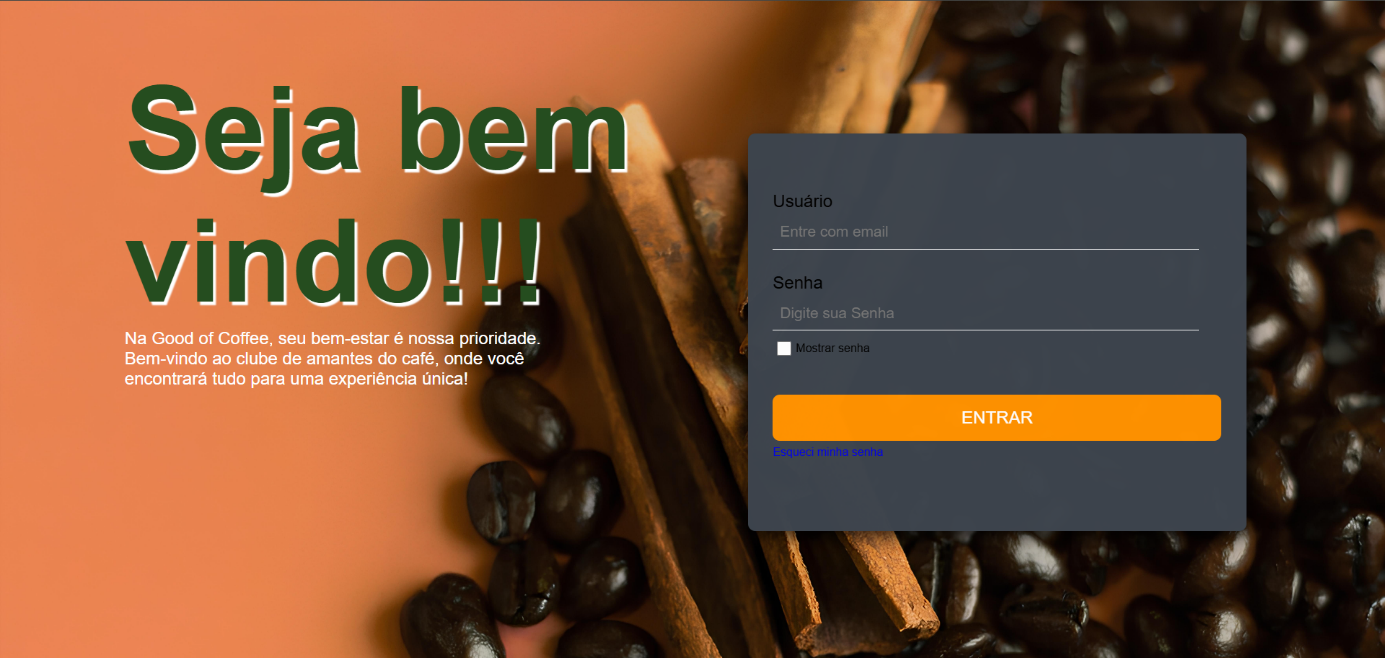 Seja bem
vindo!!!
Na Good of Coffee, seu bem-estar é nossa prioridade.
Bem-vindo ao clube de amantes do café, onde você
encontrará tudo para uma experiência única!
Usuário
Entre com email
Senha
Digite sua Senha
Mostrar senha
ENTRAR
Esqueci minha senha